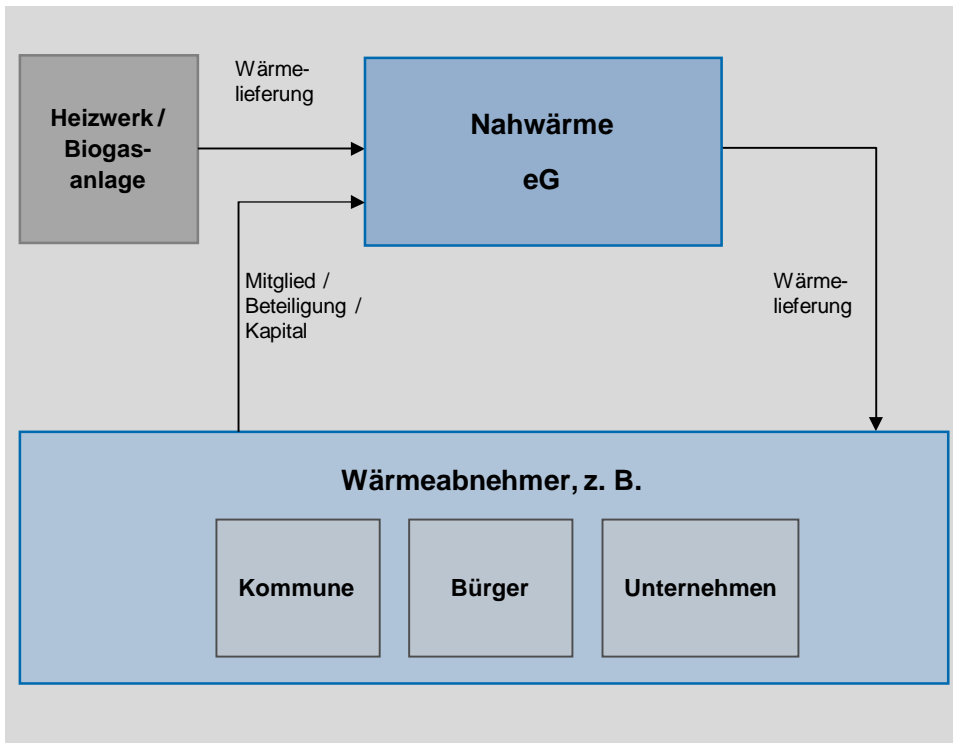 Wärme-
lieferung
Heizwerk /
Biogas-
anlage
Nahwärme
eG
Mitglied /
Beteiligung /
Kapital
Wärme-
lieferung
Wärmeabnehmer, z. B.
Kommune
Bürger
Unternehmen